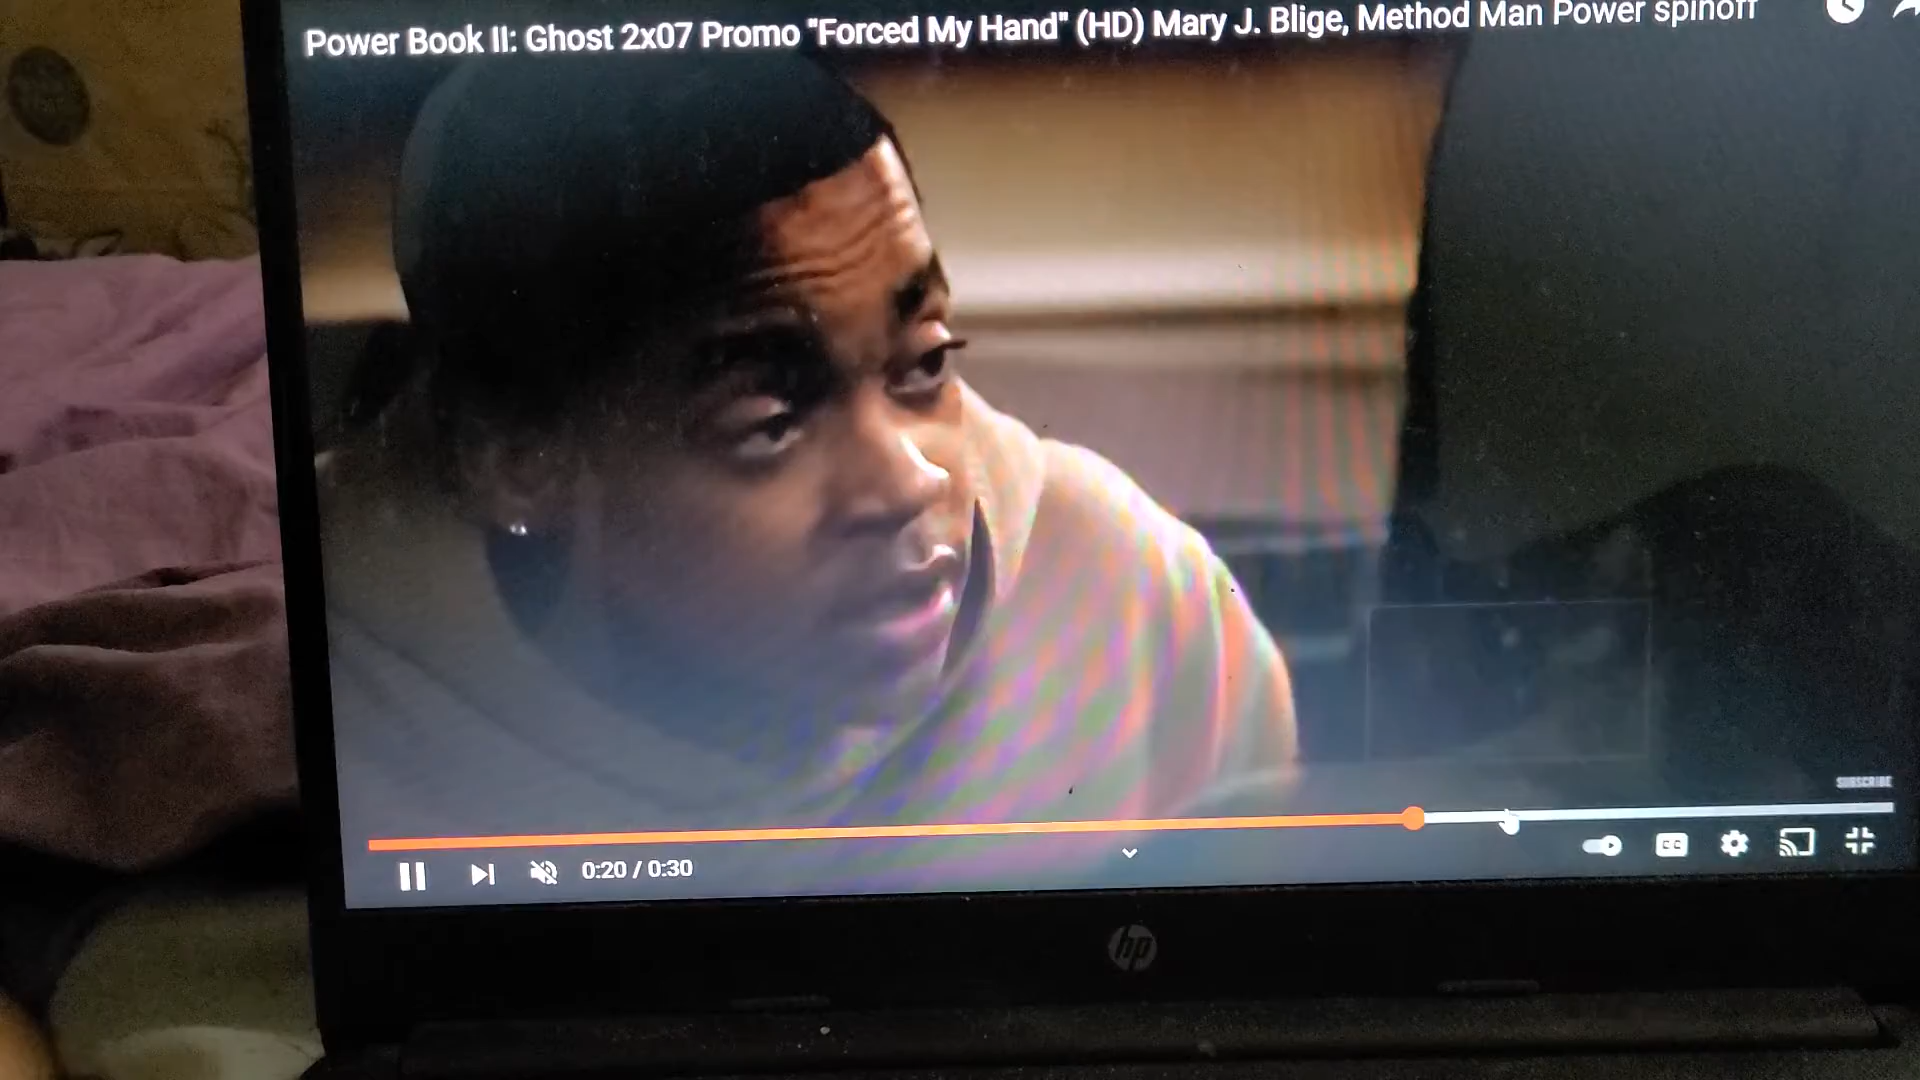 Power Book II: Ghost 2x07 Promo "Forced My Hand" (HD) Mary J. Blige, Method Man Power spinoff
SUBSCRIBE
0:20 / 0:30
CC
hp